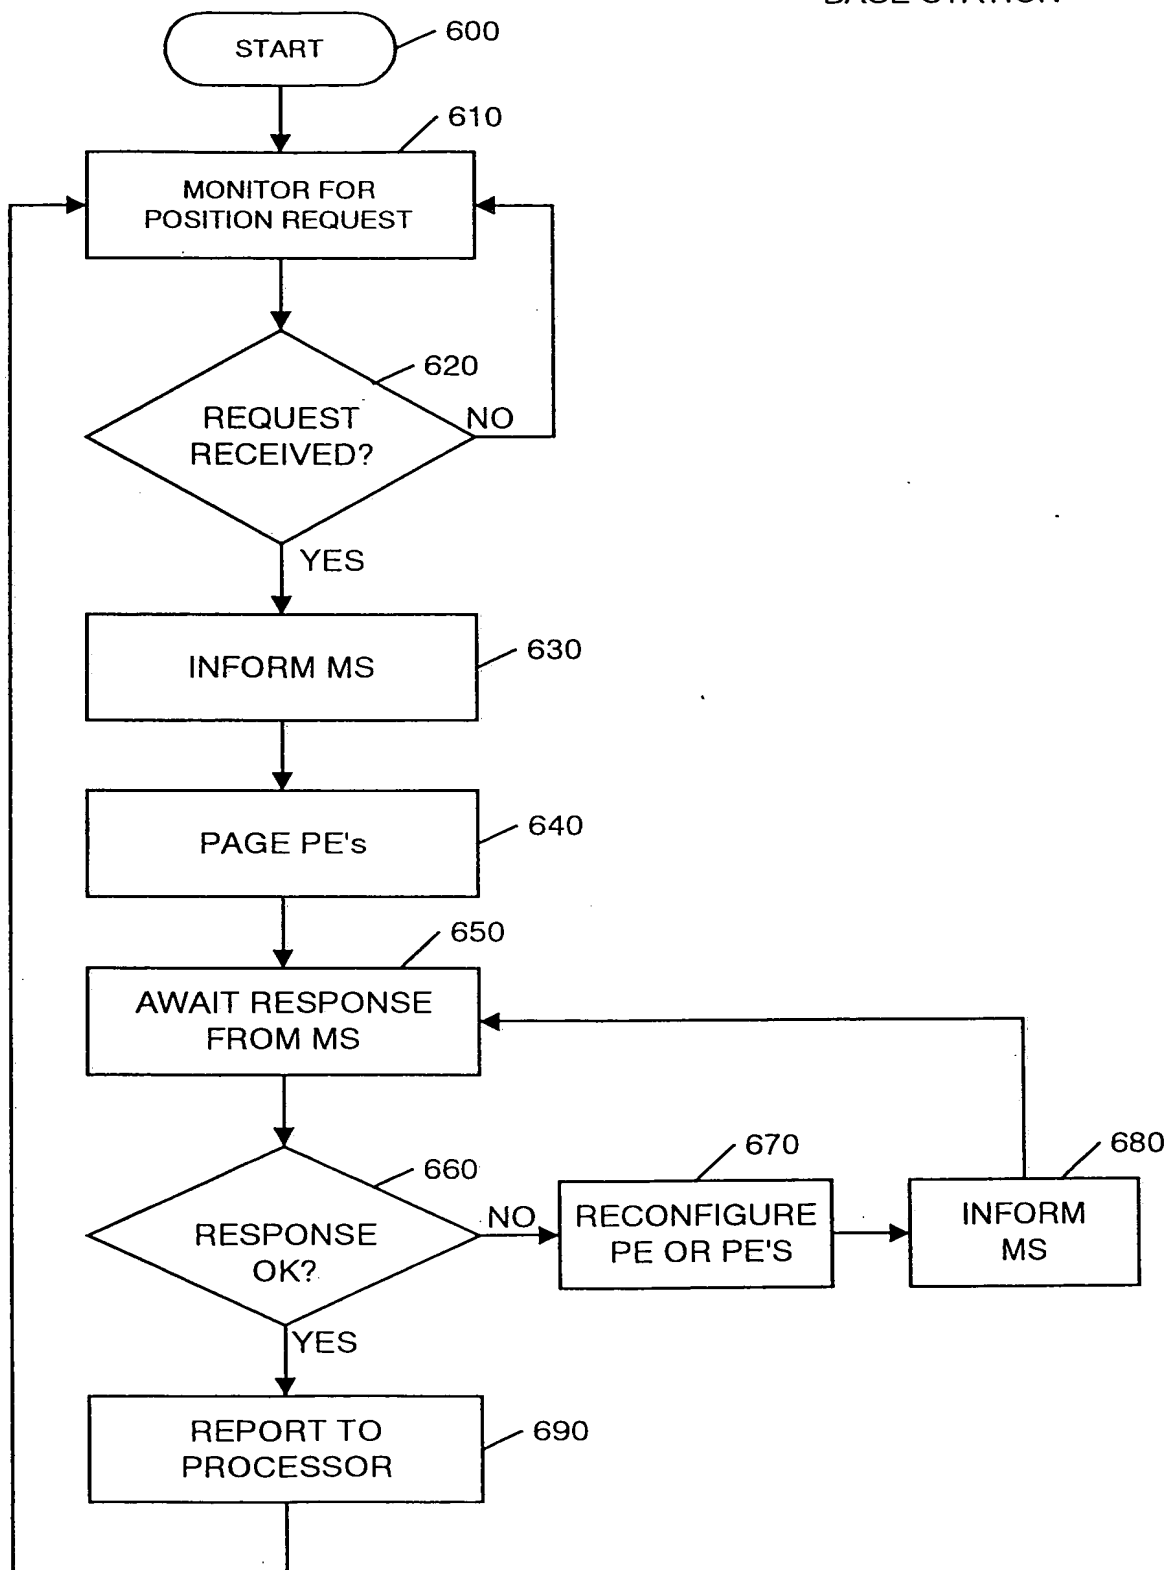 BASE STATION
START
600
610
MONITOR FOR
POSITION REQUEST
620
REQUEST
RECEIVED?
NO
YES
INFORM MS
630
PAGE PE's
640
650
AWAIT RESPONSE
FROM MS
660
RESPONSE
OK?
NO
670
RECONFIGURE
PE OR PE'S
680
INFORM
MS
YES
REPORT TO
PROCESSOR
690